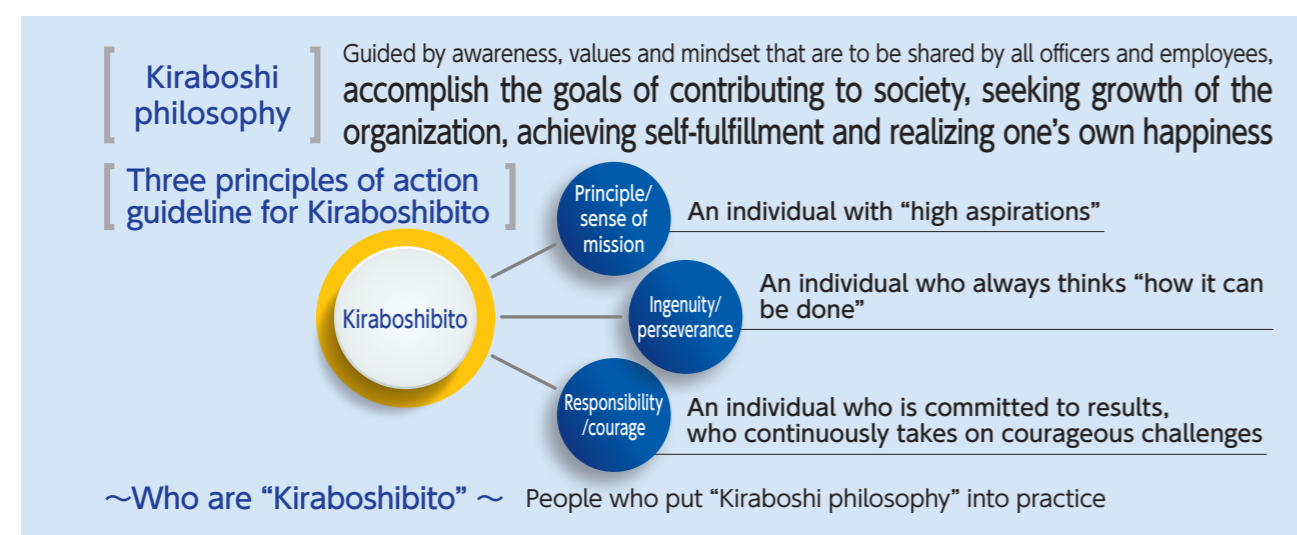 Kiraboshi
philosophy
Guided by awareness, values and mindset that are to be shared by all officers and employees,
accomplish the goals of contributing to society, seeking growth of the
organization, achieving self-fulfillment and realizing one’s own happiness
Three principles of action
guideline for Kiraboshibito
Kiraboshibito
Principle/
sense of
mission
An individual with “high aspirations”
Ingenuity/
perseverance
An individual who always thinks “how it can
be done”
Responsibility
/courage
An individual who is committed to results,
who continuously takes on courageous challenges
～Who are “Kiraboshibito” ～ People who put “Kiraboshi philosophy” into practice